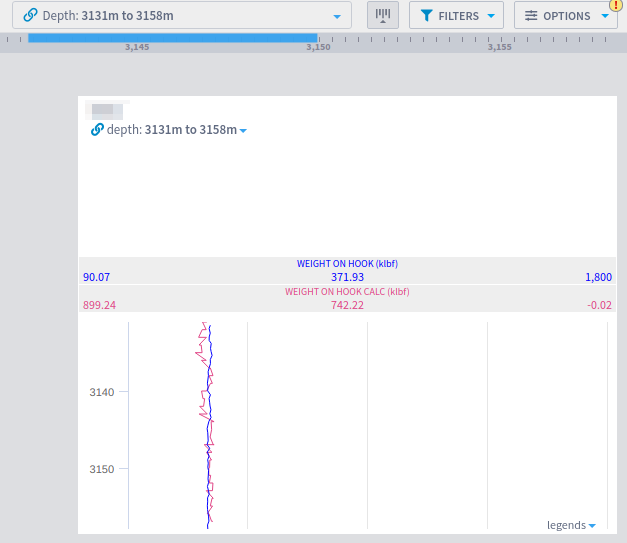 Depth: 3131m to 3158m
FILTERS
OPTIONS
!
3,145
3,150
3,155
depth: 3131m to 3158m
WEIGHT ON HOOK (klbf)
90.07
371.93
1,800
WEIGHT ON HOOK CALC (klbf)
899.24
742.22
-0.02
3140
3150
legends